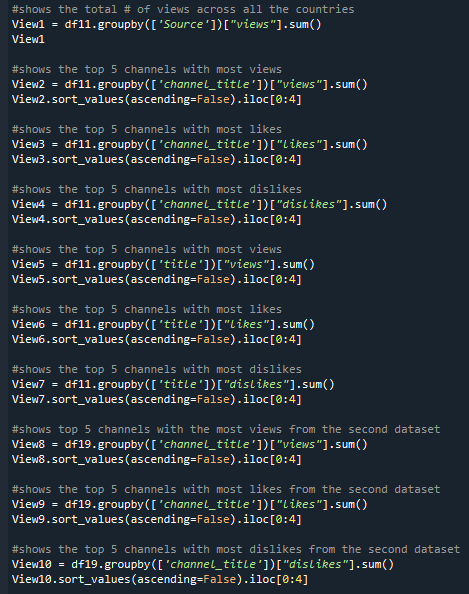 #shows the total # of views across all the countries
View1 = df11.groupby(['Source'])["views"].sum()
View1
#shows the top 5 channels with most views
View2 = df11.groupby(['channel_title'])["views"].sum()
View2.sort_values(ascending=False).iloc[0:4]
#shows the top 5 channels with most likes
View3 = df11.groupby(['channel_title'])["likes"].sum()
View3.sort_values(ascending=False).iloc[0:4]
#shows the top 5 channels with most dislikes
View4 = df11.groupby(['channel_title'])["dislikes"].sum()
View4.sort_values(ascending=False).iloc[0:4]
#shows the top 5 channels with most views
View5 = df11.groupby(['title'])["views"].sum()
View5.sort_values(ascending=False).iloc[0:4]
#shows the top 5 channels with most likes
View6 = df11.groupby(['title'])["likes"].sum()
View6.sort_values(ascending=False).iloc[0:4]
#shows the top 5 channels with most dislikes
View7 = df11.groupby(['title'])["dislikes"].sum()
View7.sort_values(ascending=False).iloc[0:4]
#shows top 5 channels with the most views from the second dataset
View8 = df19.groupby(['channel_title'])["views"].sum()
View8.sort_values(ascending=False).iloc[0:4]
#shows the top 5 channels with most likes from the second dataset
View9 = df19.groupby(['channel_title'])["likes"].sum()
View9.sort_values(ascending=False).iloc[0:4]
#shows the top 5 channels with most dislikes from the second dataset
View10 = df19.groupby(['channel_title'])["dislikes"].sum()
View10.sort_values(ascending=False).iloc[0:4]